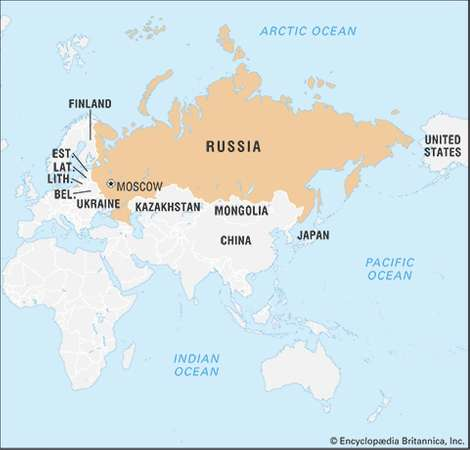 ARCTIC OCEAN
FINLAND
UNITED
STATES
RUSSIA
EST.
LAT.
LITH.
MOSCOW
BEL.
UKRAINE
KAZAKHSTAN
MONGOLIA
CHINA
JAPAN
PACIFIC
OCEAN
INDIAN
OCEAN
© Encyclopædia Britannica, Inc.